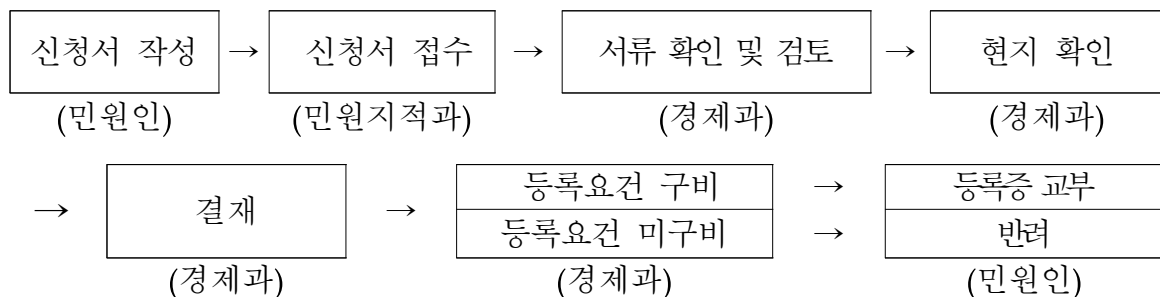 신청서 작성 → 신청서 접수 → 서류 확인 및 검토 → 현지 확인
(민원인) (민원지적과) (경제과) (경제과)
→ 결재 → 등록요건 구비 → 등록증 교부
등록요건 미구비 → 반려
(경제과) (경제과) (민원인)